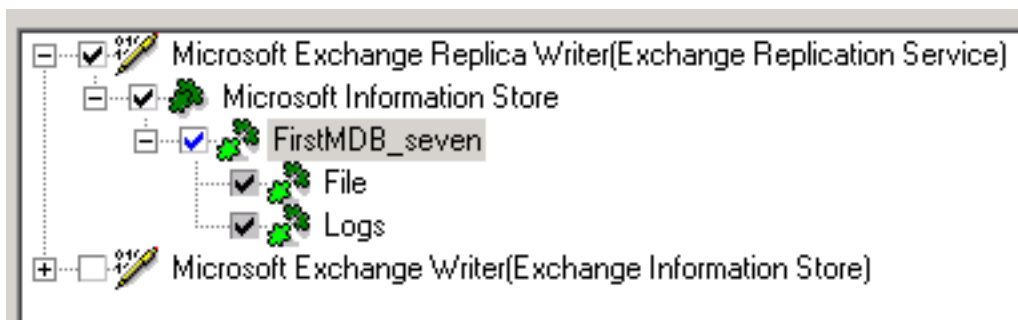 Microsoft Exchange Replica Writer(Exchange Replication Service)
Microsoft Information Store
FirstMDB_seven
File
Logs
Microsoft Exchange Writer(Exchange Information Store)